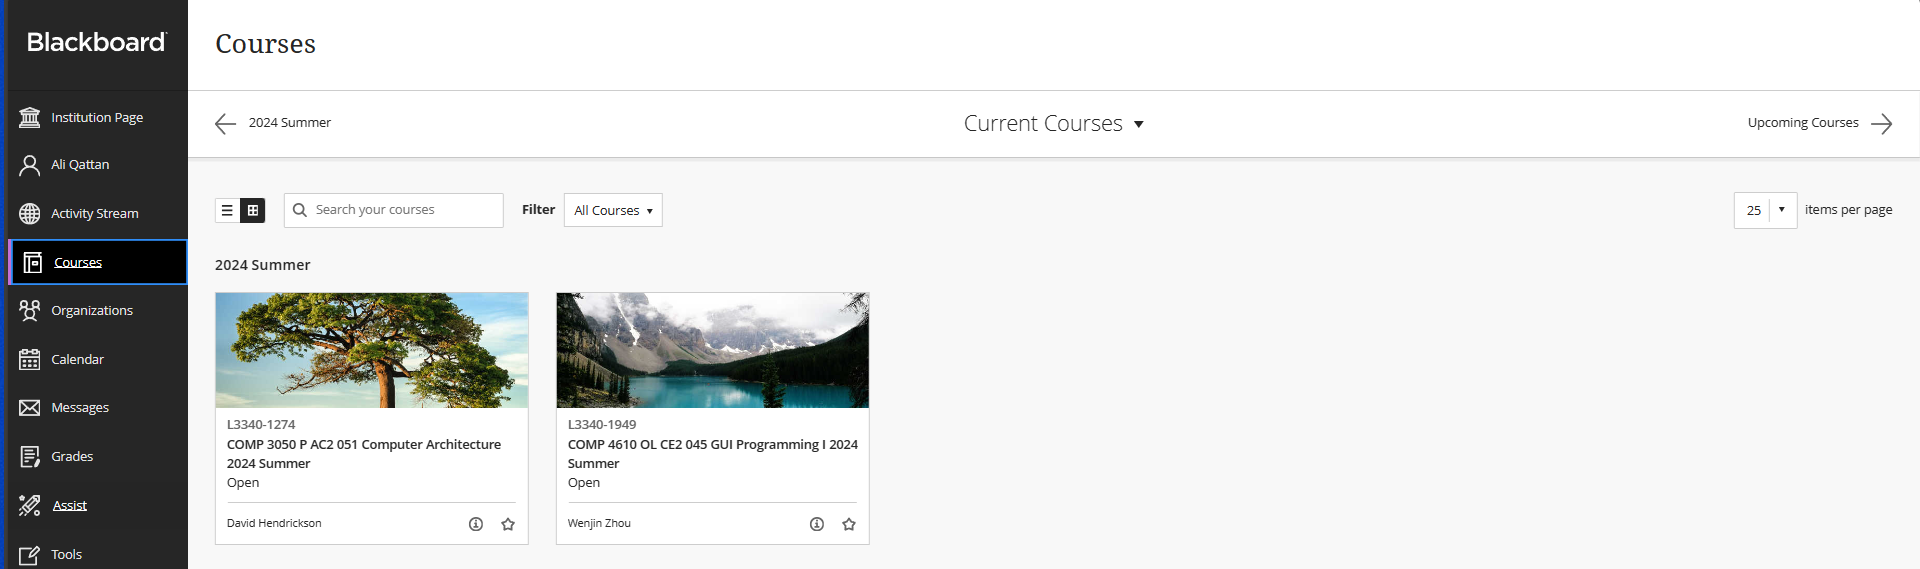 Blackboard
Institution Page
Ali Qattan
Activity Stream
Courses
Organizations
Calendar
Messages
Grades
Assist
Tools
Courses
2024 Summer
Current Courses
Upcoming Courses
Search your courses
Filter
All Courses
25
items per page
2024 Summer
L3340-1274
COMP 3050 P AC2 051 Computer Architecture
2024 Summer
Open
David Hendrickson
L3340-1949
COMP 4610 OL CE2 045 GUI Programming I 2024
Summer
Open
Wenjin Zhou